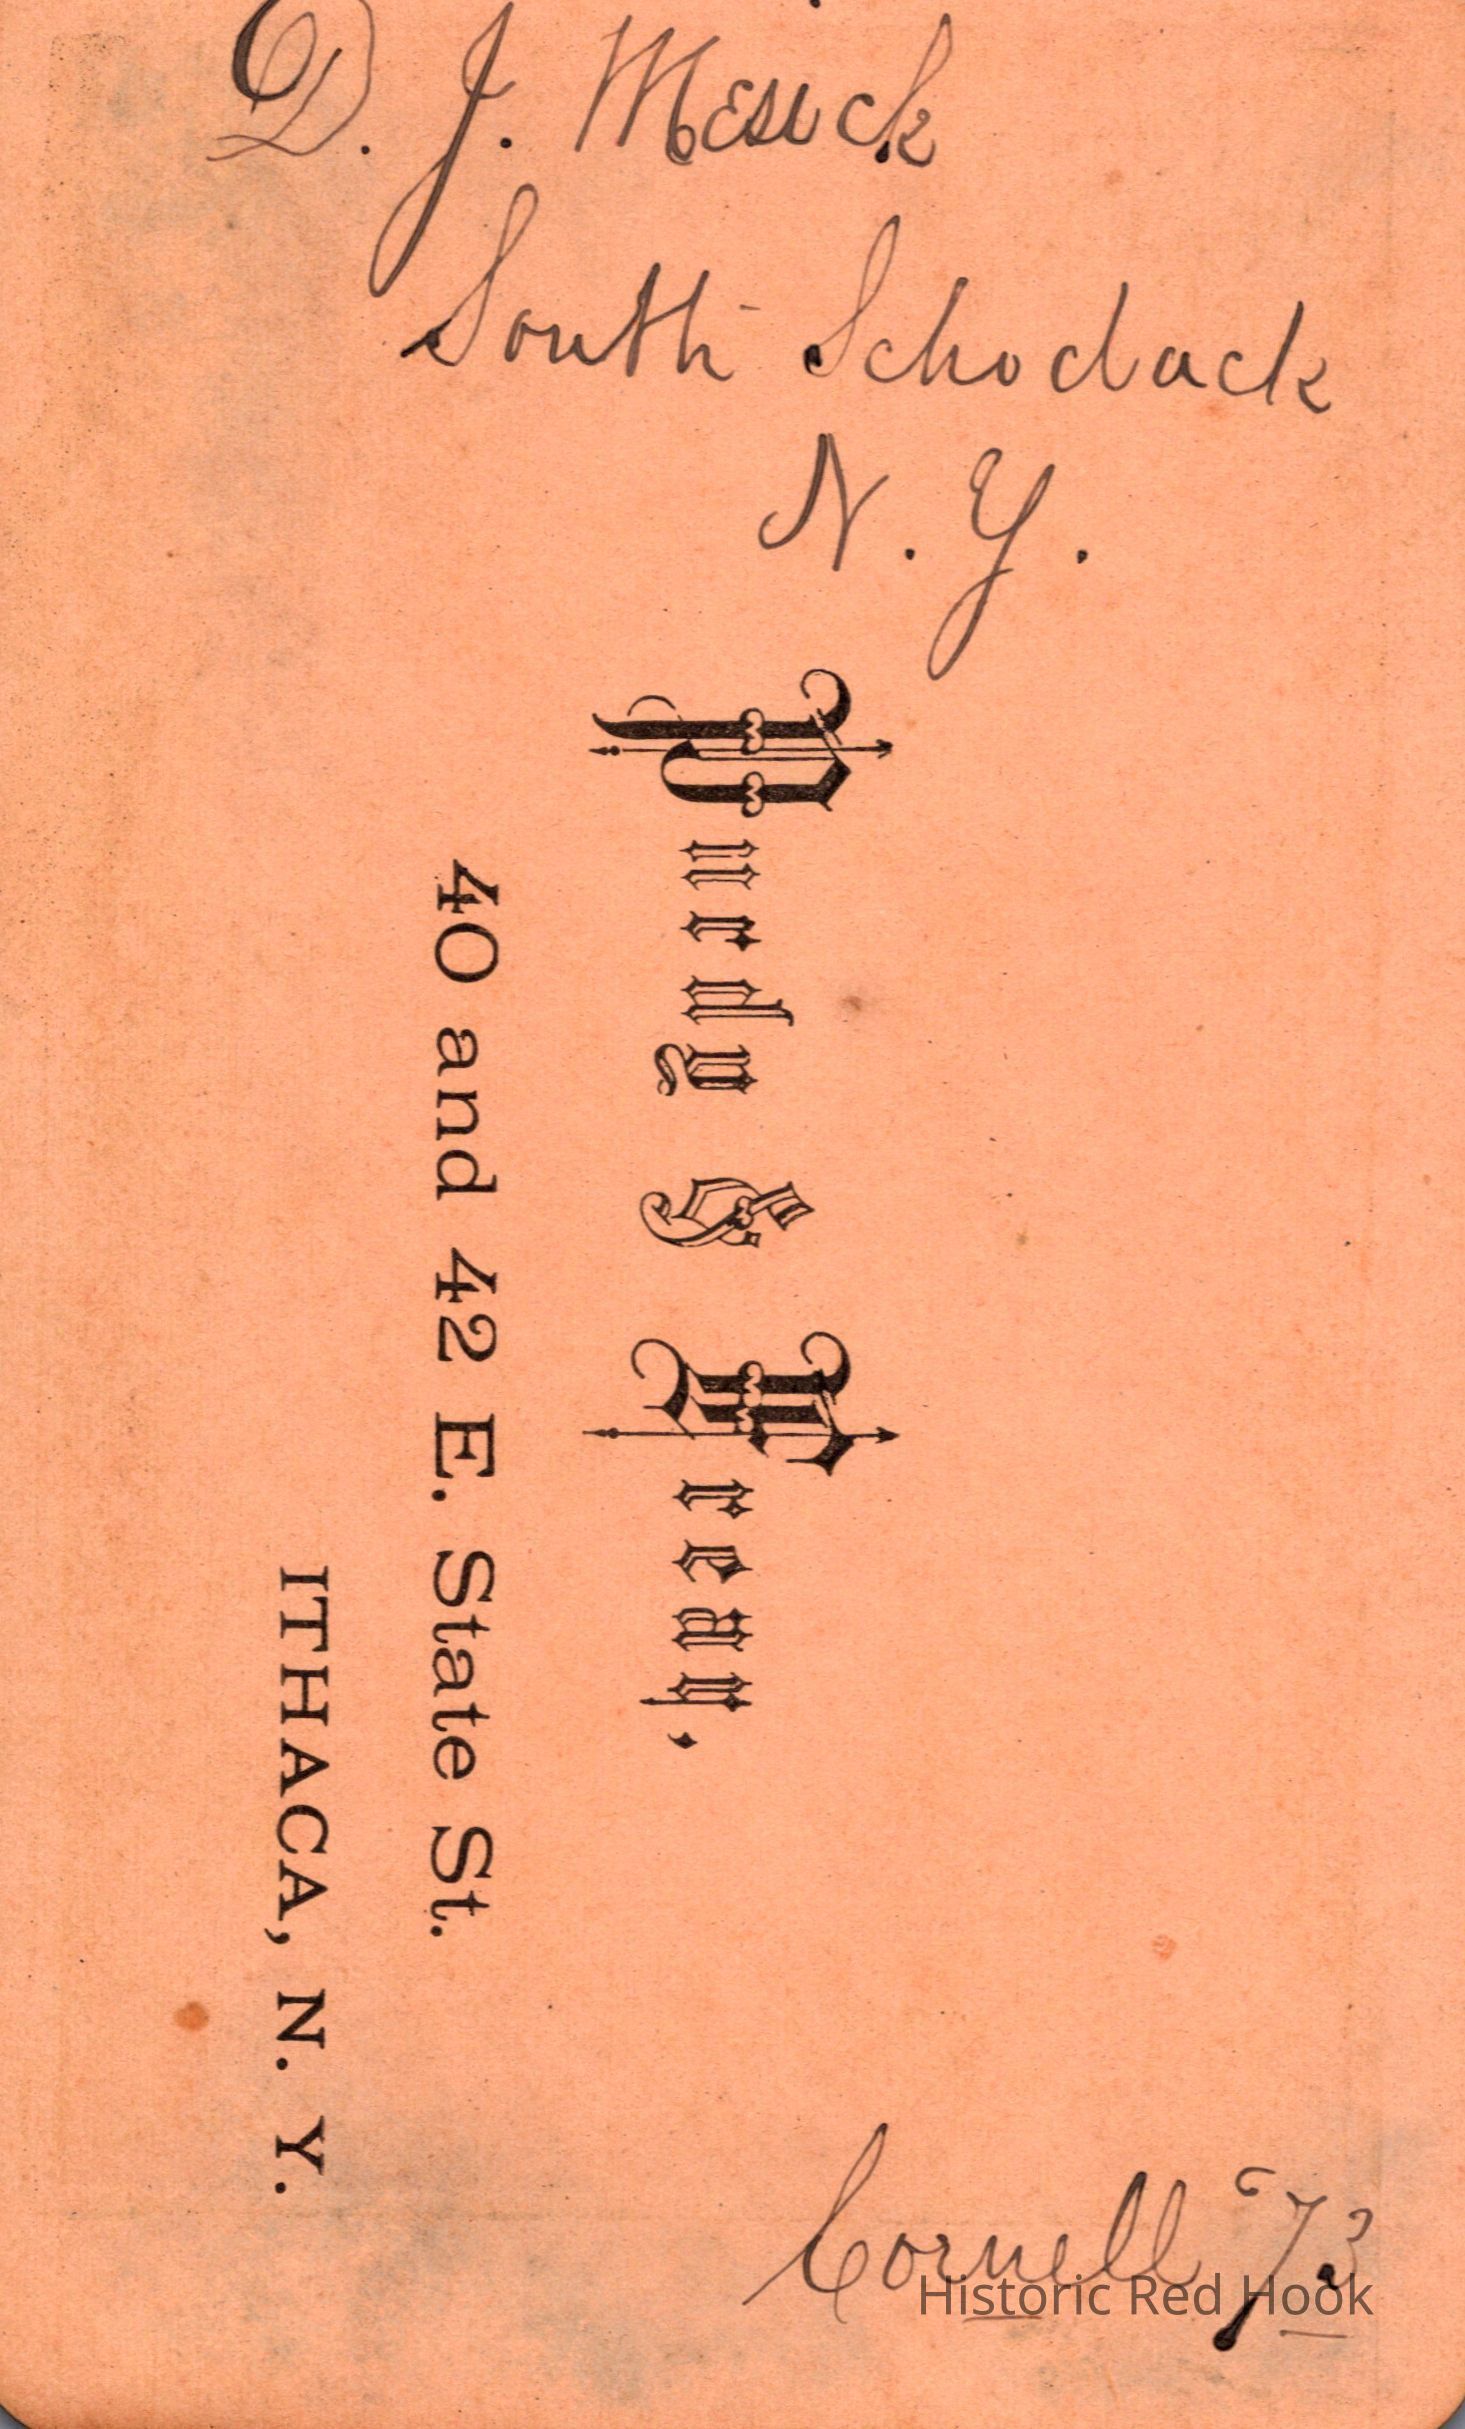 D. J. Mesick
South Schodack
N. Y.
Purdy & Frear,
40 and 42 E. State St.
ITHACA, N. Y.
Cornell '73
Historic Red Hook